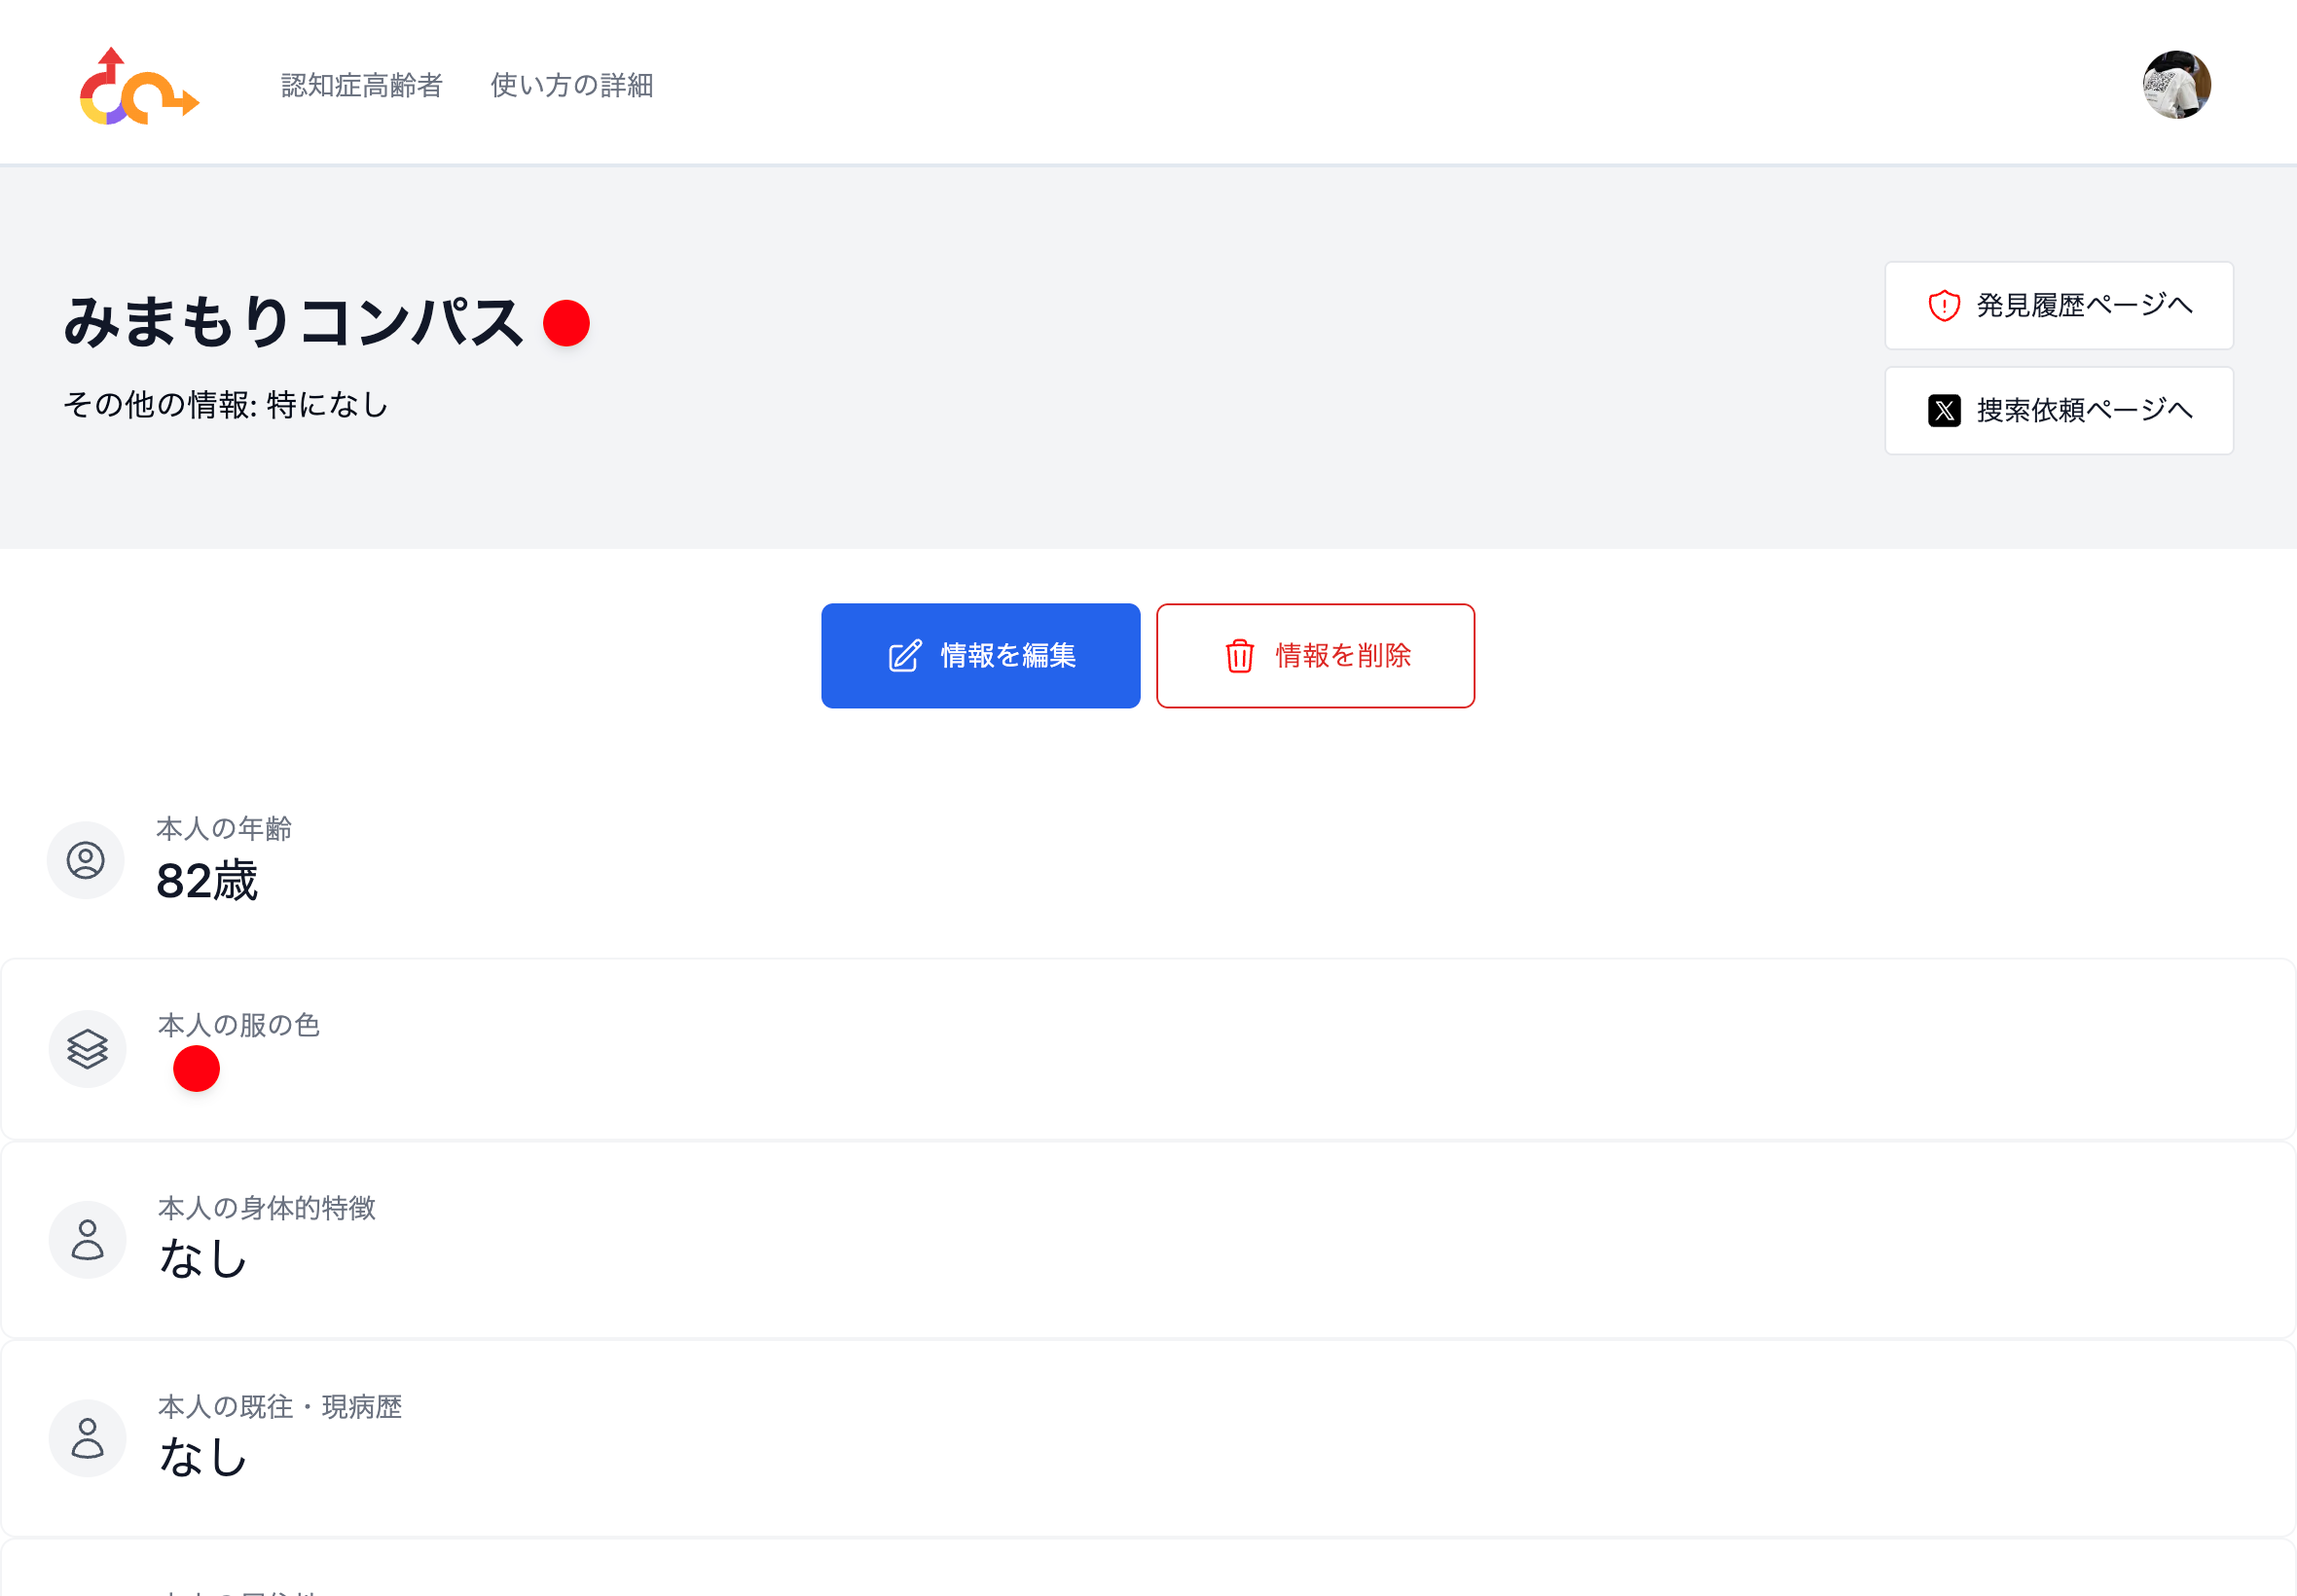 認知症高齢者 使い方の詳細
みまもりコンパス
その他の情報: 特になし
発見履歴ページへ
捜索依頼ページへ
情報を編集 情報を削除
本人の年齢
82歳
本人の服の色
本人の身体的特徴
なし
本人の既往・現病歴
なし